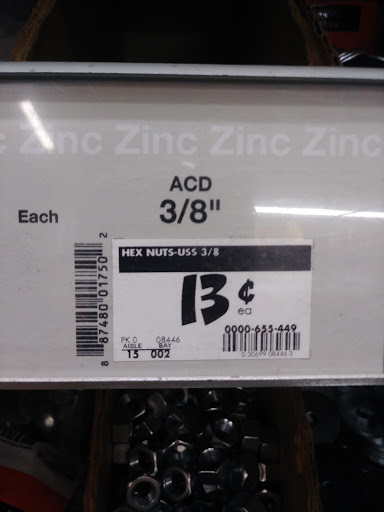 c Zinc Zinc Zinc Zinc
ACD
Each 3/8"
HEX NUTS-USS 3/8
13¢
ea
0000-655-449
PK 0 08446
AISLE BAY
15 002
0 30699 08446 3
8 87480 01750 2